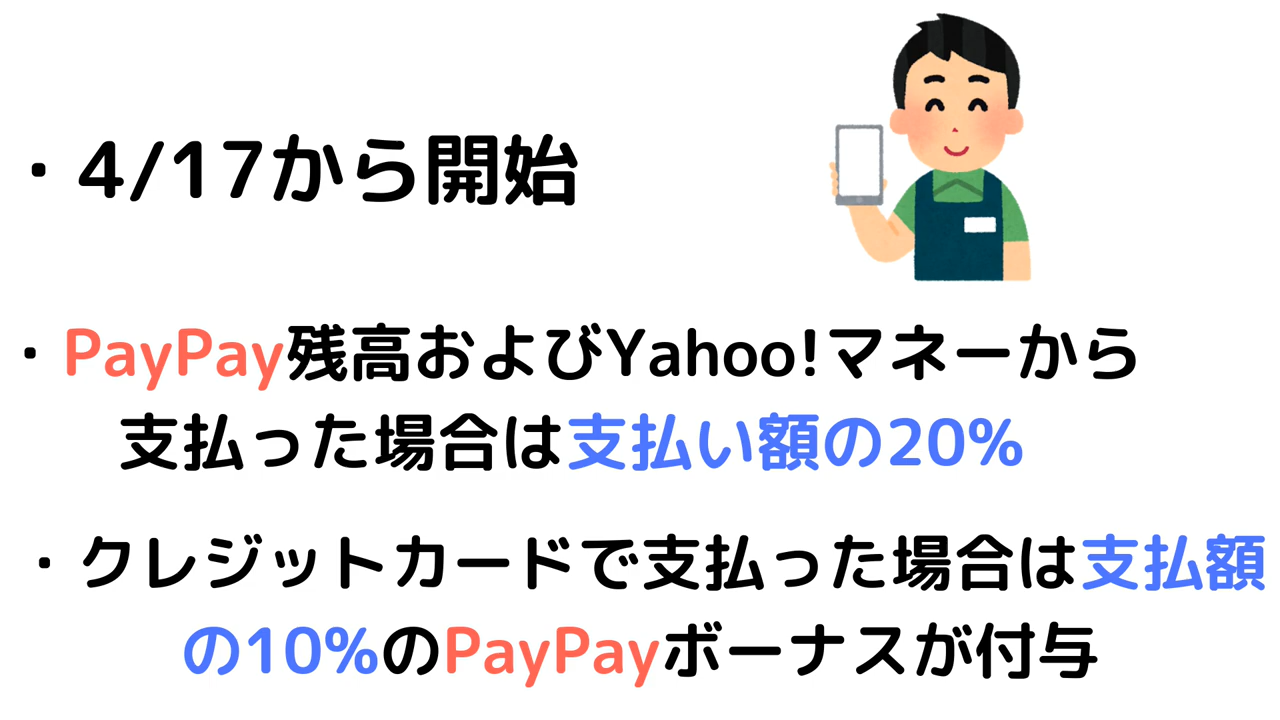 ・4/17から開始
・PayPay残高およびYahoo!マネーから
支払った場合は支払い額の20%
・クレジットカードで支払った場合は支払額
の10%のPayPayボーナスが付与